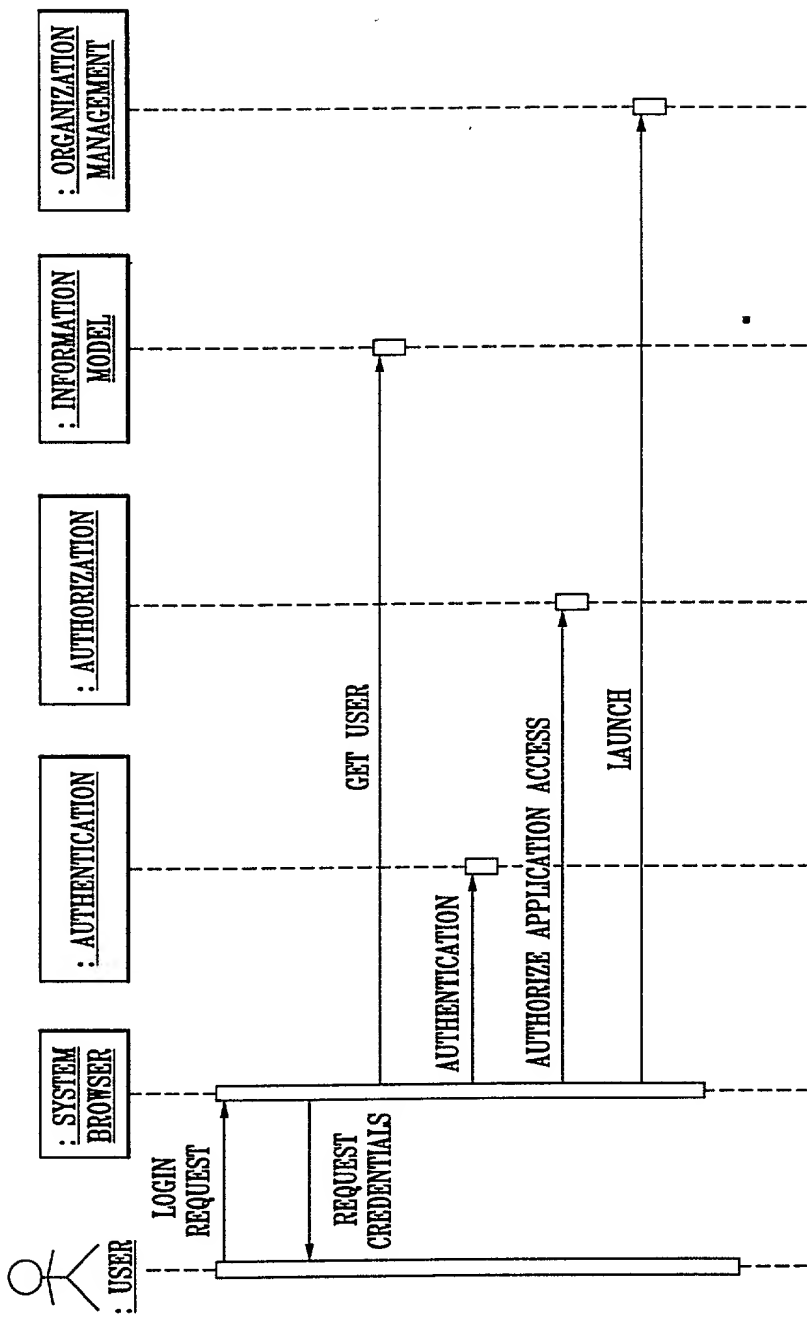 : USER
: SYSTEM
BROWSER
: AUTHENTICATION
: AUTHORIZATION
: INFORMATION
MODEL
: ORGANIZATION
MANAGEMENT
LOGIN
REQUEST
REQUEST
CREDENTIALS
GET USER
AUTHENTICATION
AUTHORIZE APPLICATION ACCESS
LAUNCH